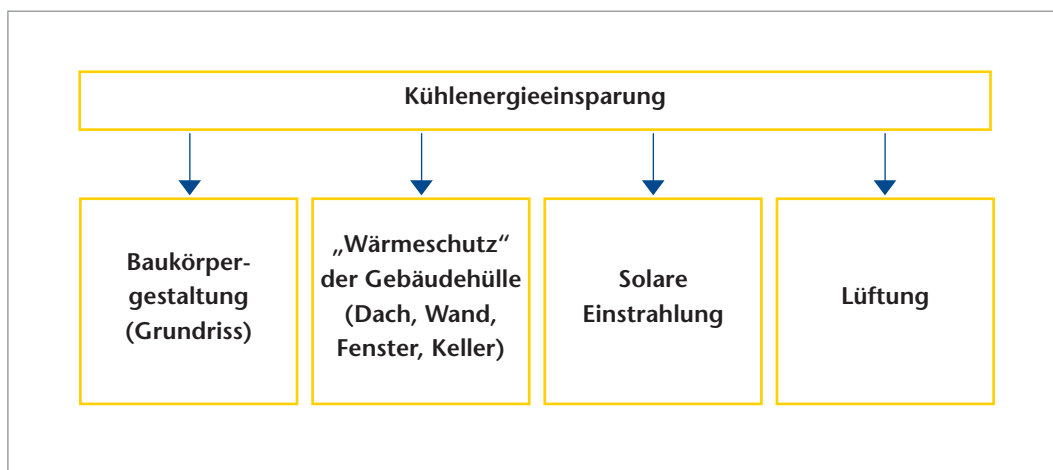 Kühlenergieeinsparung
Baukörper-
gestaltung
(Grundriss)
„Wärmeschutz“
der Gebäudehülle
(Dach, Wand,
Fenster, Keller)
Solare
Einstrahlung
Lüftung